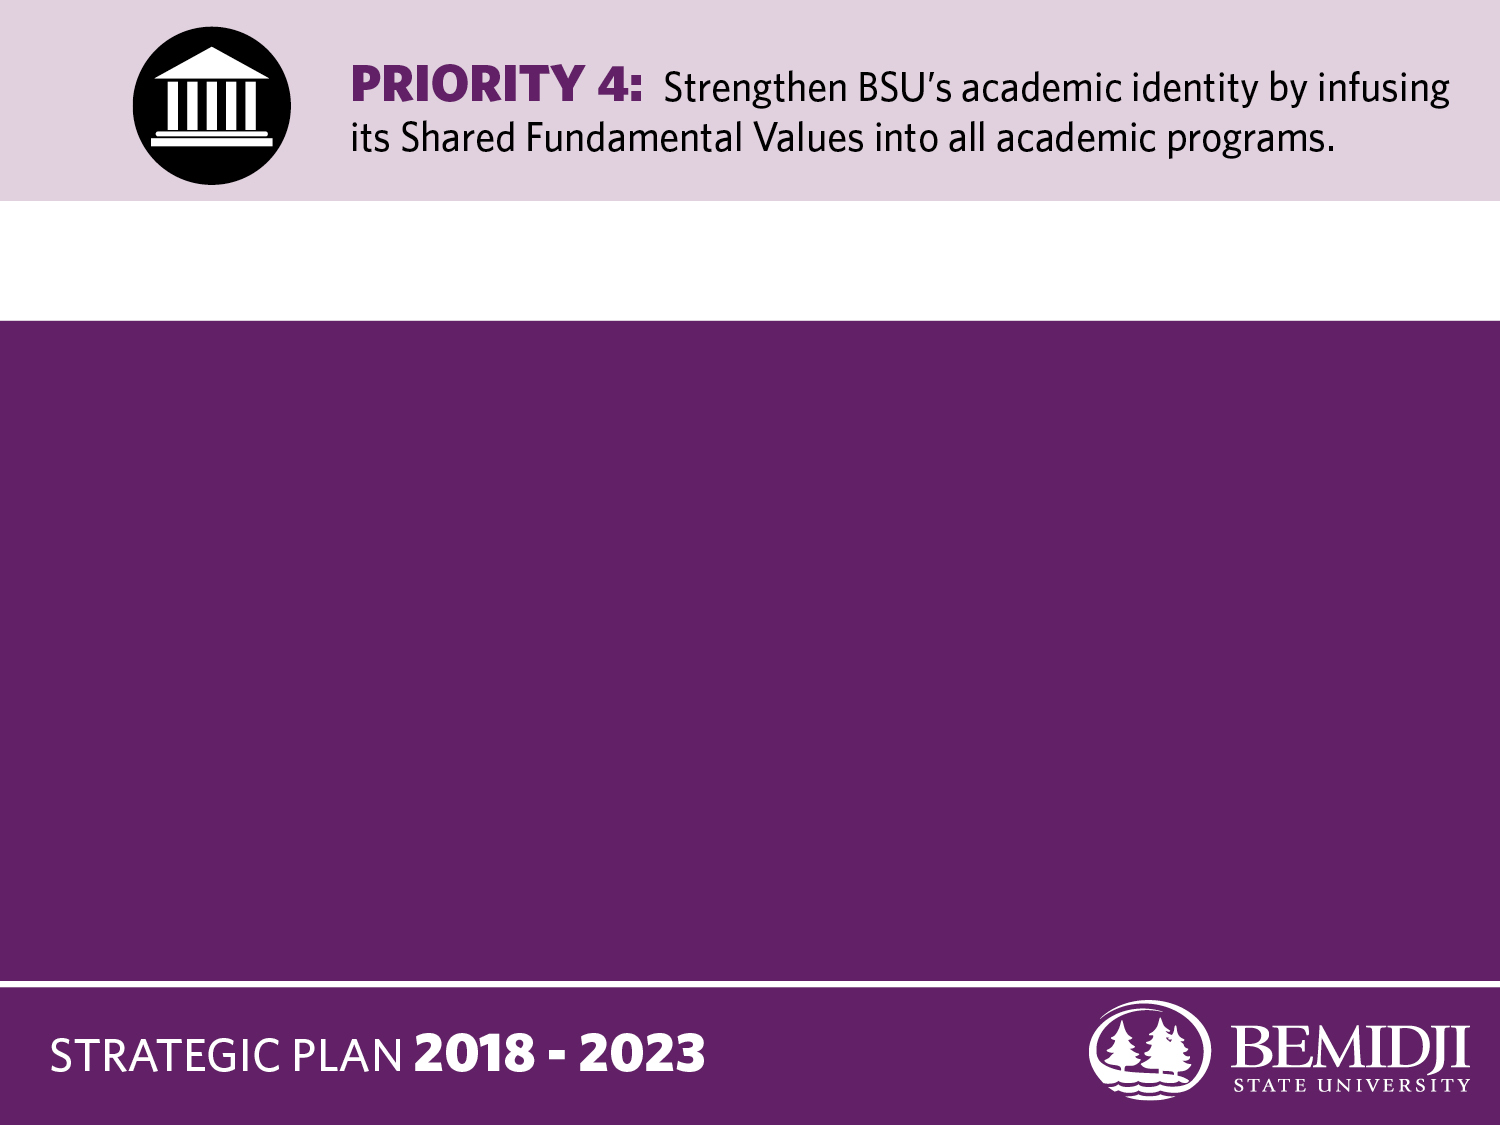 PRIORITY 4: Strengthen BSU’s academic identity by infusing
its Shared Fundamental Values into all academic programs.
STRATEGIC PLAN 2018 - 2023
BEMIDJI
STATE UNIVERSITY